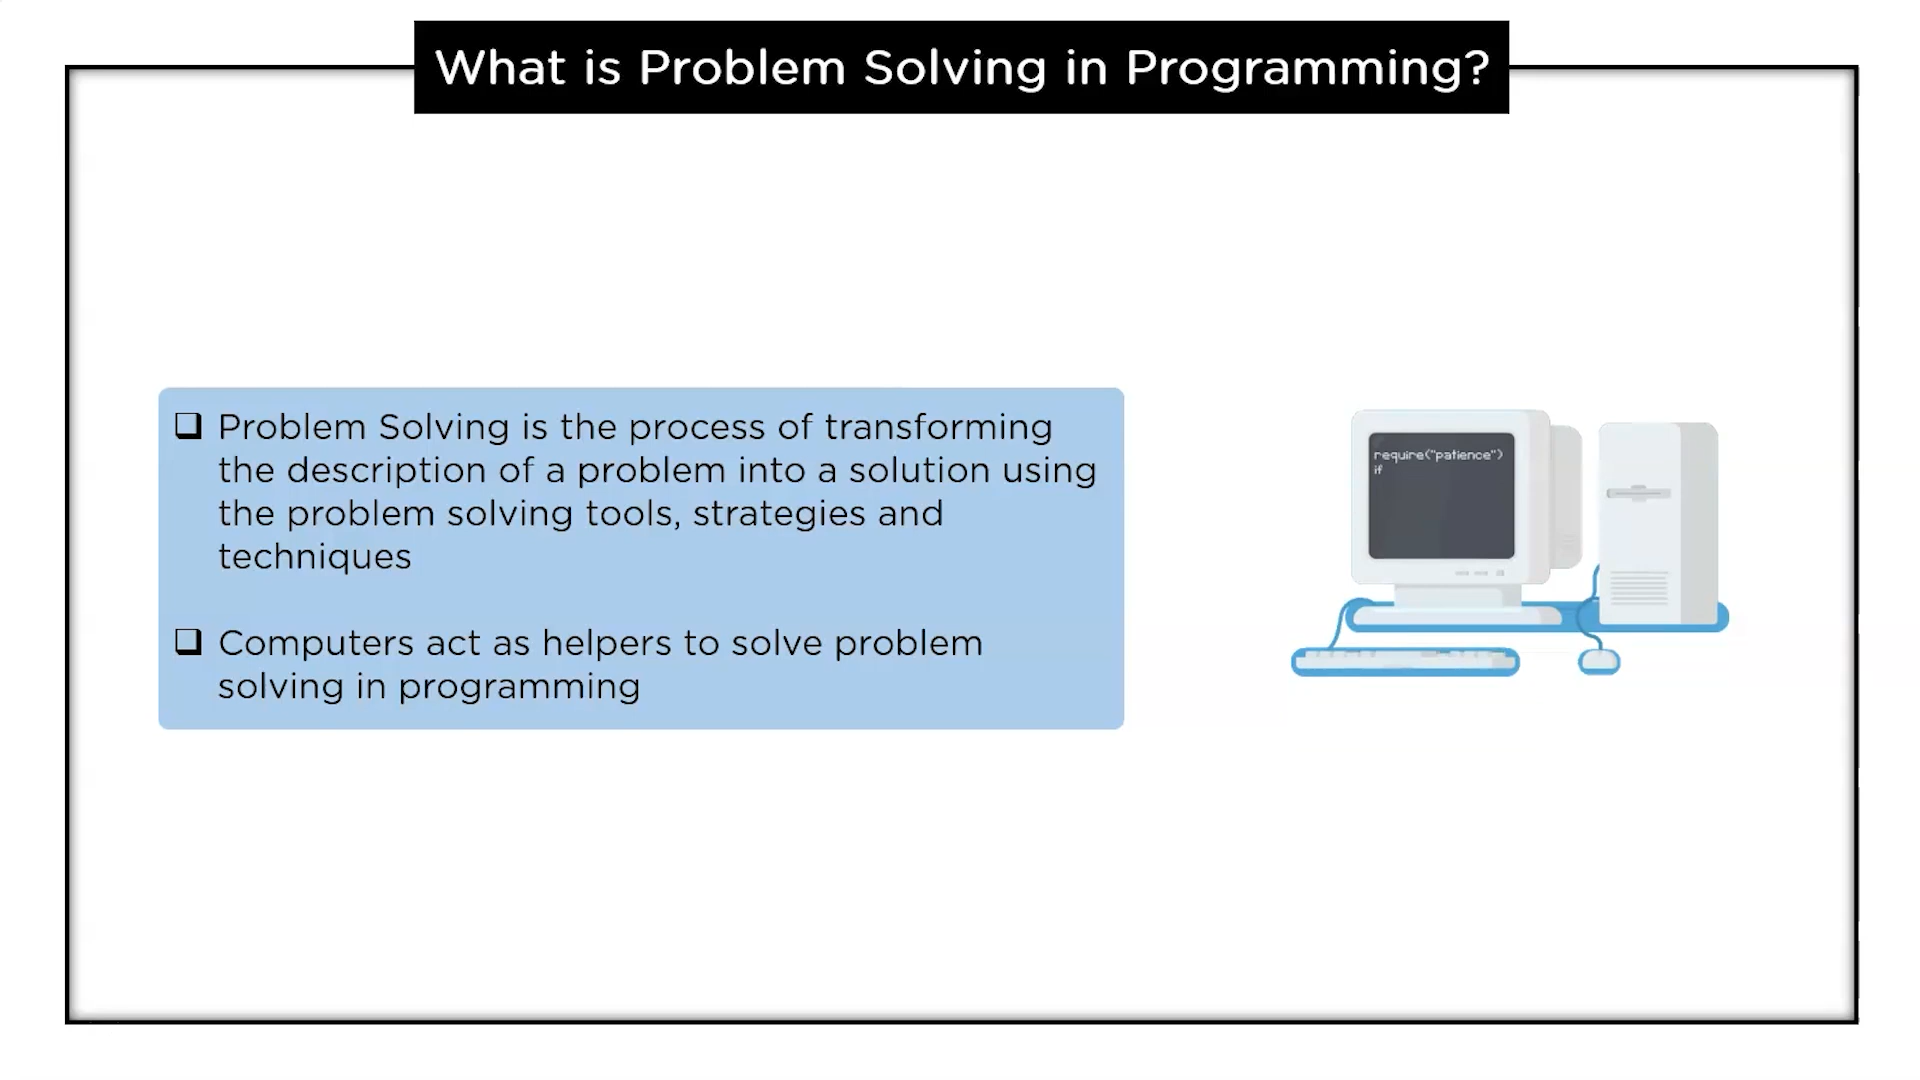 What is Problem Solving in Programming?
❑ Problem Solving is the process of transforming
the description of a problem into a solution using
the problem solving tools, strategies and
techniques
❑ Computers act as helpers to solve problem
solving in programming
require("patience")
if